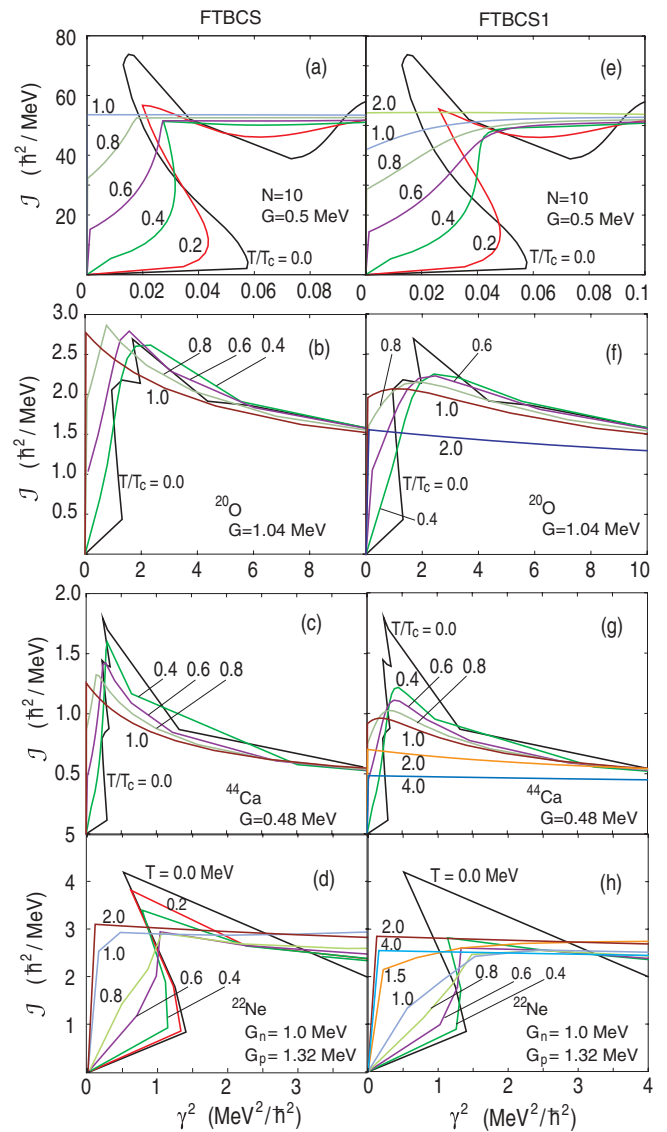 FTBCS
FTBCS1
80
60
40
20
𝒥 (ħ²/MeV)
(a)
1.0
0.8
0.6
0.4
0.2
N=10
G=0.5 MeV
T/Tc = 0.0
0 0.02 0.04 0.06 0.08 0
(e)
2.0
1.0
0.8
0.6
0.4
0.2
N=10
G=0.5 MeV
T/Tc = 0.0
0.02 0.04 0.06 0.08 0.1
3.0
2.5
2.0
1.5
1.0
0.5
𝒥 (ħ²/MeV)
(b)
0.8 0.6 0.4
1.0
T/Tc = 0.0
²⁰O
G=1.04 MeV
0 2 4 6 8 0
(f)
0.8
0.6
1.0
2.0
T/Tc = 0.0
0.4
²⁰O
G=1.04 MeV
2 4 6 8 10
2.0
1.5
1.0
0.5
𝒥 (ħ²/MeV)
(c)
0.4 0.6 0.8
1.0
T/Tc = 0.0
⁴⁴Ca
G=0.48 MeV
(g)
T/Tc = 0.0
0.4
0.6
0.8
1.0
2.0
4.0
⁴⁴Ca
G=0.48 MeV
5
4
3
2
1
𝒥 (ħ²/MeV)
(d)
T = 0.0 MeV
0.2
2.0
1.0
0.8
0.6
0.4
²²Ne
Gn = 1.0 MeV
Gp = 1.32 MeV
0 1 2 3 0
γ² (MeV²/ħ²)
(h)
T = 0.0 MeV
2.0
4.0
1.5
1.0
0.8
0.6
0.4
²²Ne
Gn = 1.0 MeV
Gp = 1.32 MeV
1 2 3 4
γ² (MeV²/ħ²)